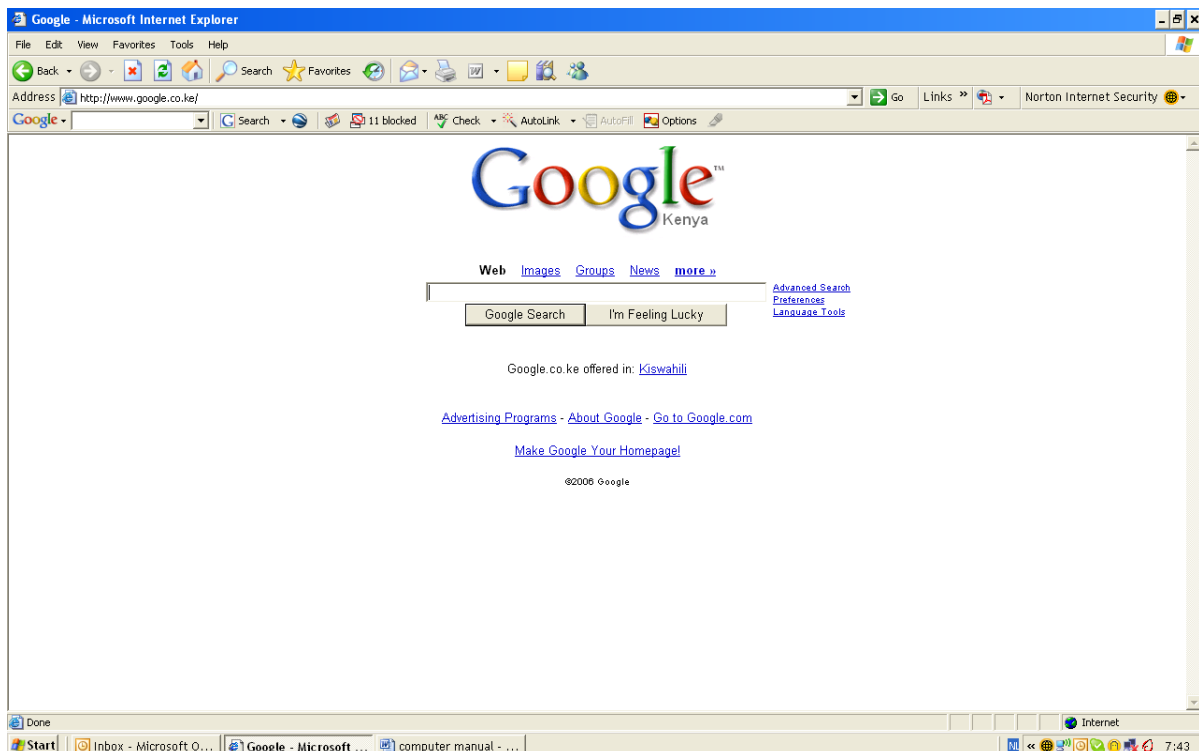 Google - Microsoft Internet Explorer
File Edit View Favorites Tools Help
Back Search Favorites
Address http://www.google.co.ke/ Go Links » Norton Internet Security
Google Search 11 blocked ABC Check AutoLink AutoFill Options
Google™
Kenya
Web Images Groups News more »
Advanced Search
Preferences
Language Tools
Google Search I'm Feeling Lucky
Google.co.ke offered in: Kiswahili
Advertising Programs - About Google - Go to Google.com
Make Google Your Homepage!
©2006 Google
Done Internet
Start Inbox - Microsoft O... Google - Microsoft ... computer manual - ... NL « 7:43